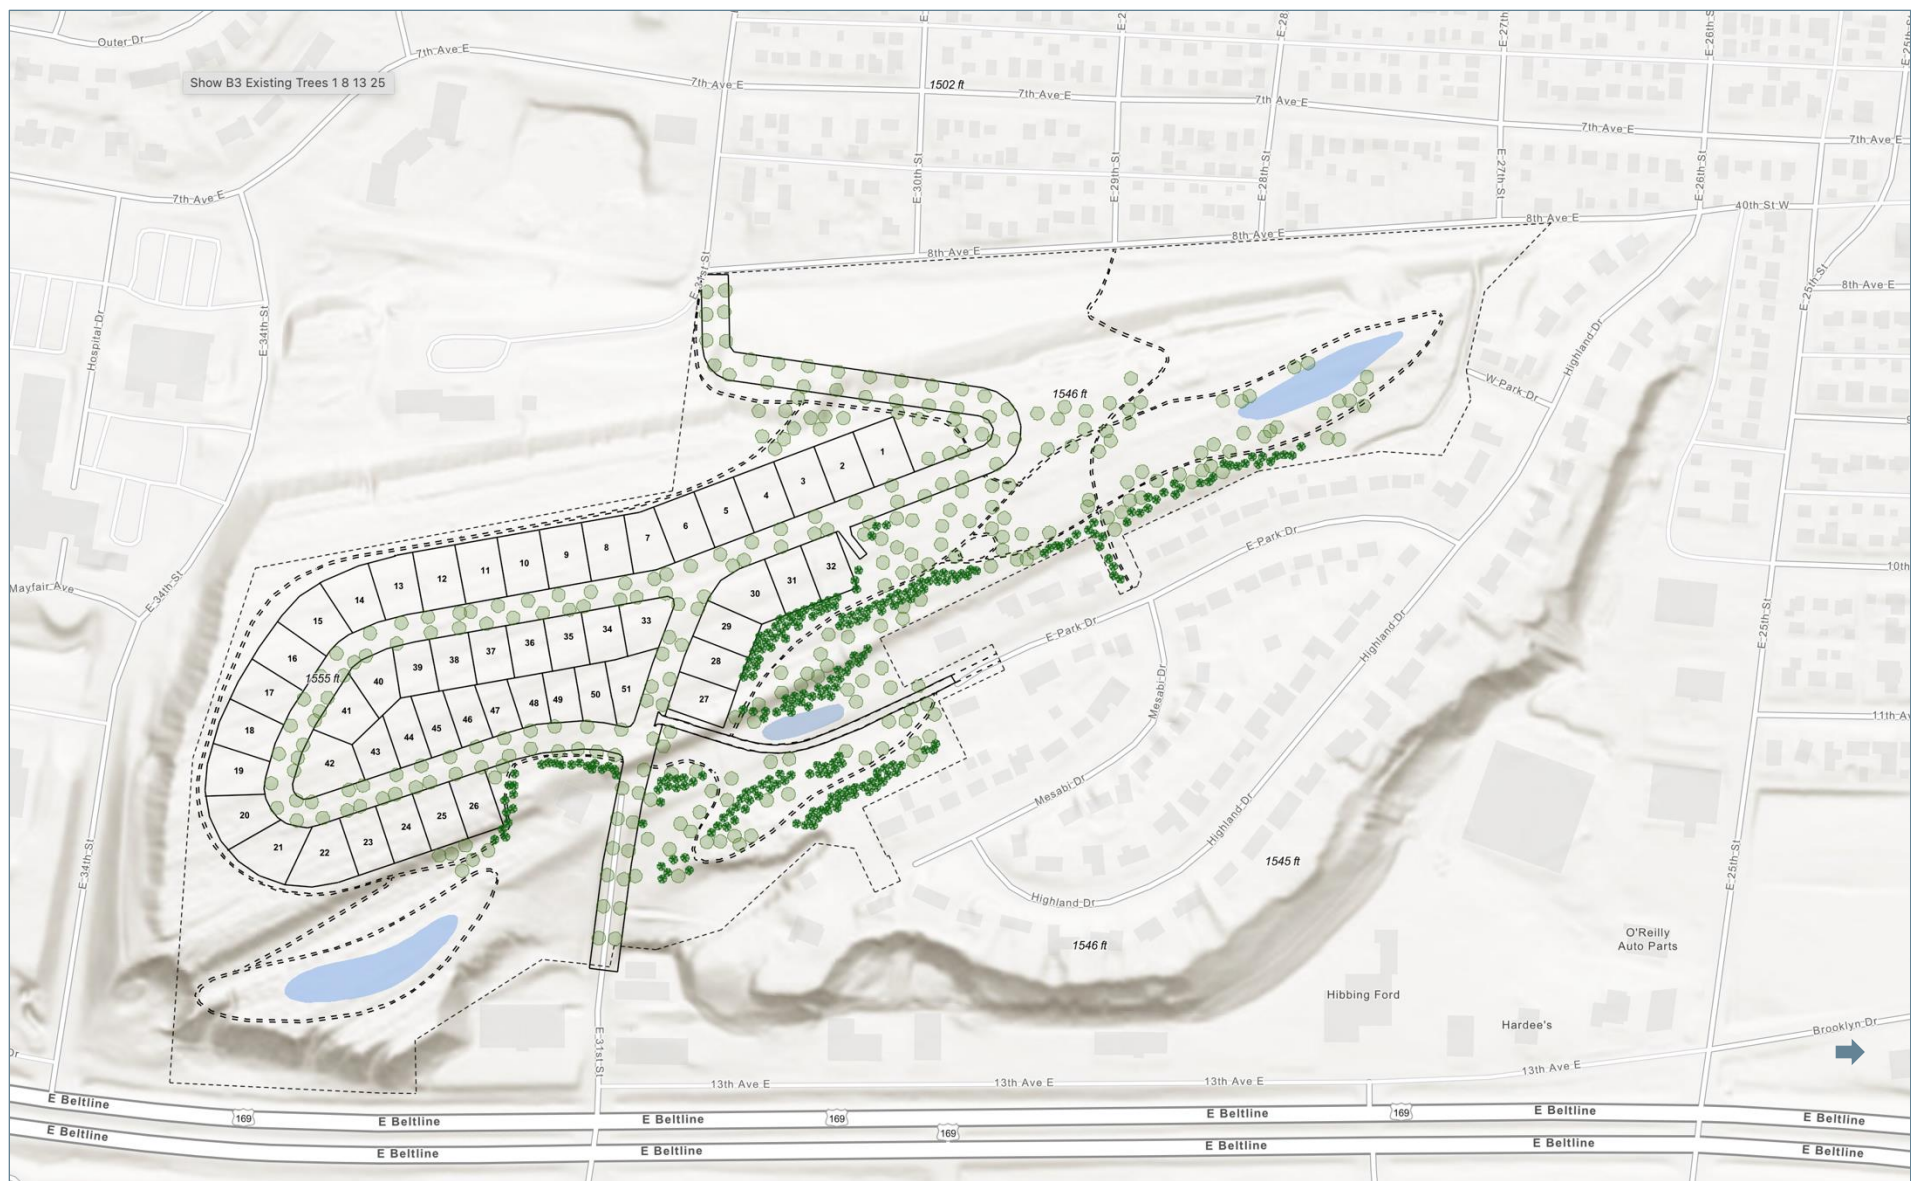 Outer Dr
7th Ave E
Show B3 Existing Trees 1 8 13 25
7th Ave E
1502 ft
7th Ave E
7th Ave E
7th Ave E
7th Ave E
E 27th
E 26th S
E 30th St
E 29th St
E 28th St
E 27th St
E 26th St
7th Ave E
40th St W
8th Ave E
8th Ave E
8th Ave E
E 31st St
E 25th St
8th Ave E
Hospital Dr
E 34th St
Highland Dr
W Park Dr
1546 ft
1
2
3
4
5
6
7
8
9
10
11
12
13
14
15
16
17
18
19
20
21
22
23
24
25
26
27
28
29
30
31
32
33
34
35
36
37
38
39
40
41
42
43
44
45
46
47
48
49
50
51
1555 ft
Mayfair Ave
E 34th St
E Park Dr
10th
E Park Dr
Highland Dr
E 25th St
Mesabi Dr
11th Av
Mesabi Dr
Highland Dr
E 34th St
1545 ft
E 25th St
Highland Dr
1546 ft
O'Reilly
Auto Parts
Hibbing Ford
Hardee's
Brooklyn Dr
E 31st St
Dr
13th Ave E
13th Ave E
13th Ave E
13th Ave E
E Beltline
169
E Beltline
E Beltline
169
E Beltline
169
E Beltline
E Beltline
E Beltline
E Beltline
E Beltline
169
E Beltline
E Beltline
E Beltline